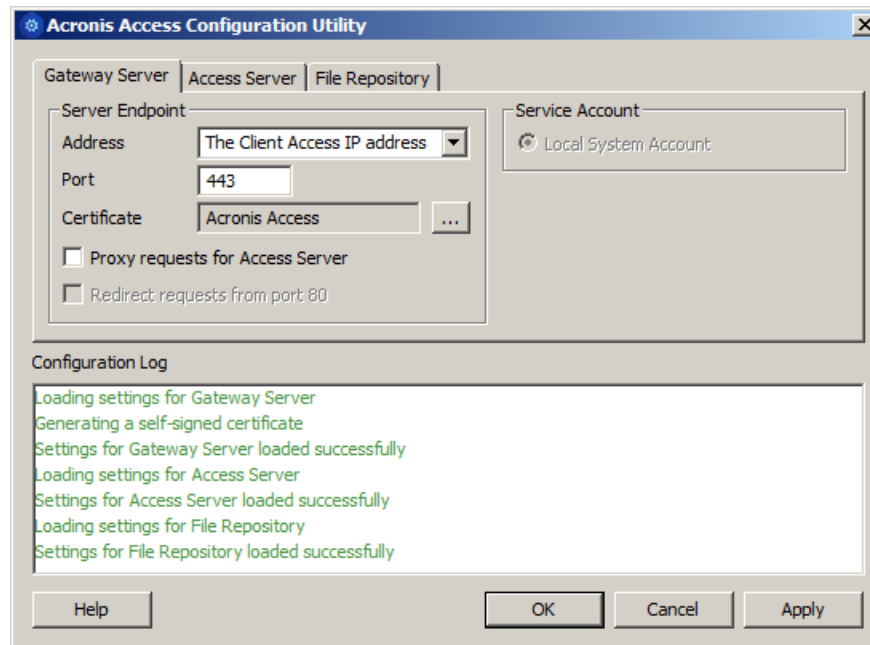 Acronis Access Configuration Utility
Gateway Server Access Server File Repository
Server Endpoint
Address The Client Access IP address
Port 443
Certificate Acronis Access ...
Proxy requests for Access Server
Redirect requests from port 80
Service Account
Local System Account
Configuration Log
Loading settings for Gateway Server
Generating a self-signed certificate
Settings for Gateway Server loaded successfully
Loading settings for Access Server
Settings for Access Server loaded successfully
Loading settings for File Repository
Settings for File Repository loaded successfully
Help OK Cancel Apply